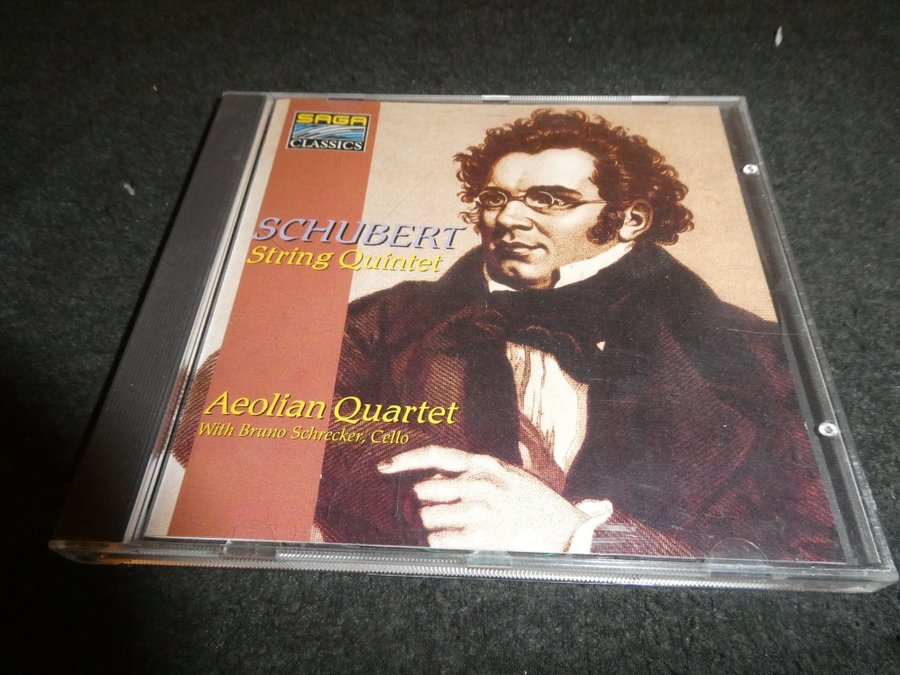 SAGA
CLASSICS
SCHUBERT
String Quintet
Aeolian Quartet
With Bruno Schrecker, Cello